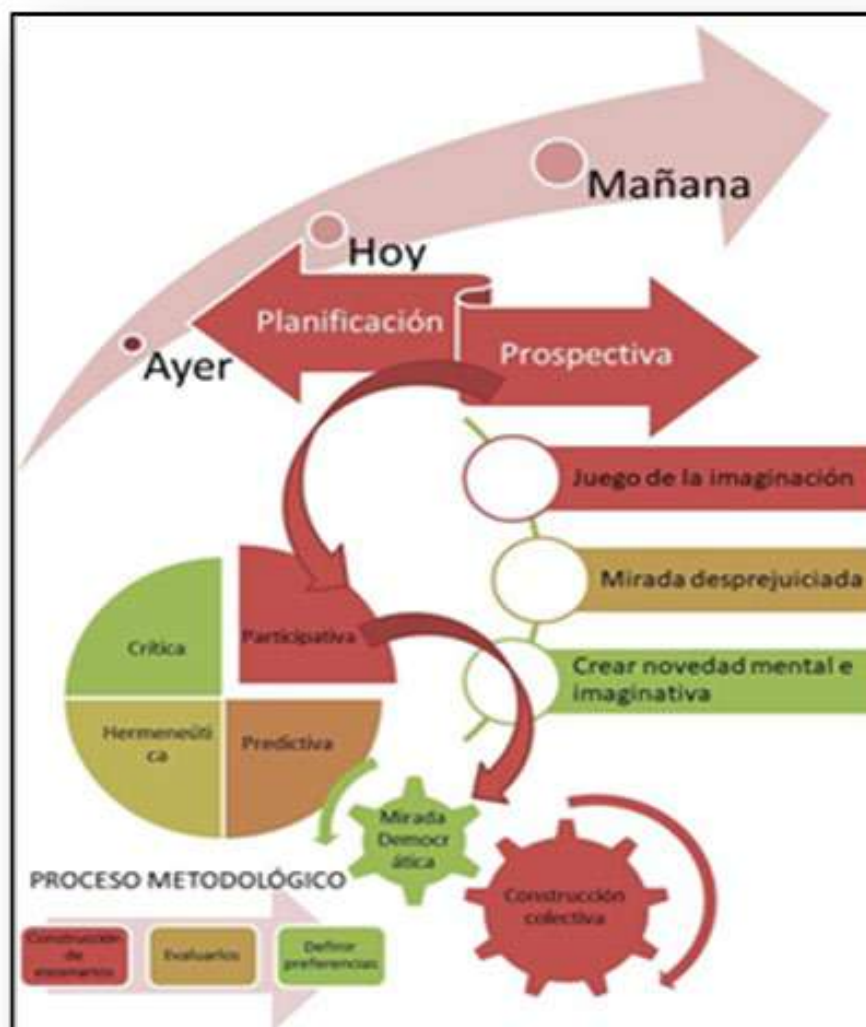 Mañana
Hoy
Ayer
Planificación
Prospectiva
Juego de la imaginación
Mirada desprejuiciada
Crear novedad mental e
imaginativa
Crítica
Participativa
Hermeneúti
ca
Predictiva
Mirada
Democr
ática
Construcción
colectiva
PROCESO METODOLÓGICO
Construcción
de
escenarios
Evaluarlos
Definir
preferencias